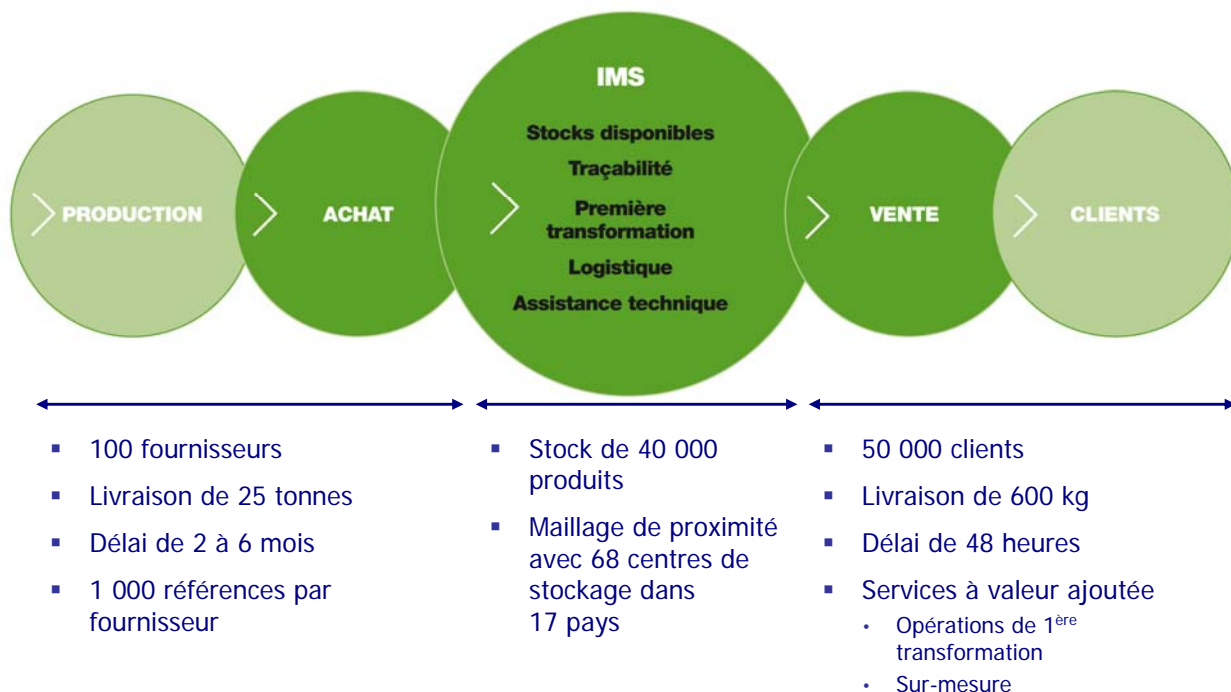 IMS
Stocks disponibles
Traçabilité
Première
transformation
Logistique
Assistance technique
PRODUCTION
ACHAT
VENTE
CLIENTS
▪ 100 fournisseurs
▪ Livraison de 25 tonnes
▪ Délai de 2 à 6 mois
▪ 1 000 références par
fournisseur
▪ Stock de 40 000
produits
▪ Maillage de proximité
avec 68 centres de
stockage dans
17 pays
▪ 50 000 clients
▪ Livraison de 600 kg
▪ Délai de 48 heures
▪ Services à valeur ajoutée
• Opérations de 1ère
transformation
• Sur-mesure